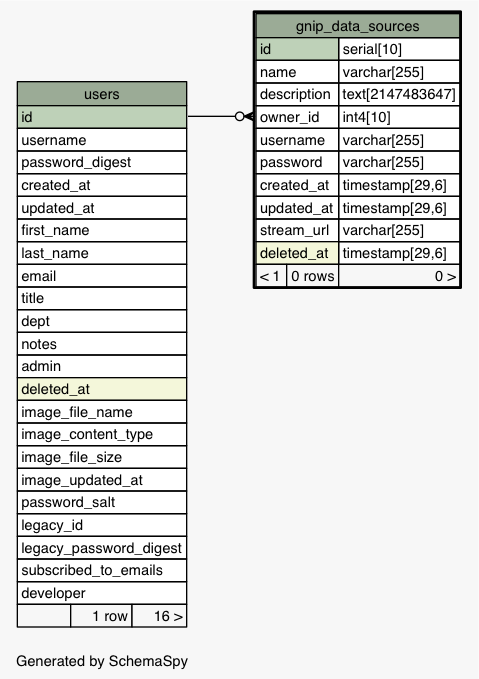 gnip_data_sources
id serial[10]
name varchar[255]
description text[2147483647]
owner_id int4[10]
username varchar[255]
password varchar[255]
created_at timestamp[29,6]
updated_at timestamp[29,6]
stream_url varchar[255]
deleted_at timestamp[29,6]
< 1 0 rows 0 >
users
id
username
password_digest
created_at
updated_at
first_name
last_name
email
title
dept
notes
admin
deleted_at
image_file_name
image_content_type
image_file_size
image_updated_at
password_salt
legacy_id
legacy_password_digest
subscribed_to_emails
developer
1 row 16 >
Generated by SchemaSpy